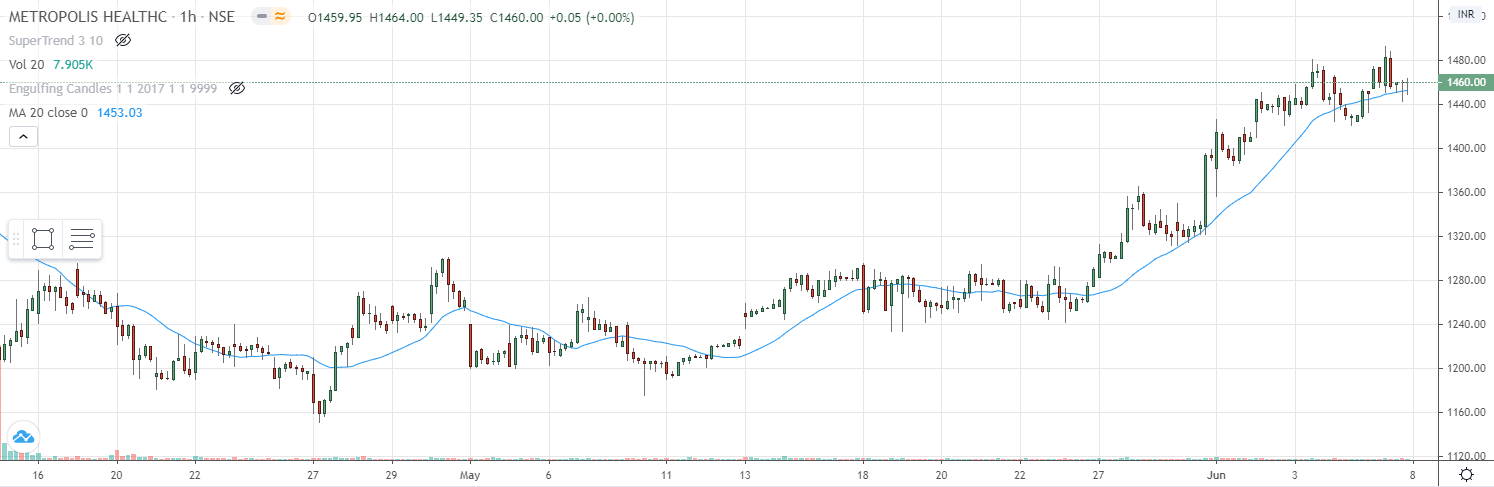 METROPOLIS HEALTHC · 1h · NSE O1459.95 H1464.00 L1449.35 C1460.00 +0.05 (+0.00%)
SuperTrend 3 10
Vol 20 7.905K
Engulfing Candles 1 1 2017 1 1 9999
MA 20 close 0 1453.03
INR
1480.00
1460.00
1440.00
1400.00
1360.00
1320.00
1280.00
1240.00
1200.00
1160.00
1120.00
16 20 22 27 29 May 6 11 13 18 20 22 27 Jun 3 8